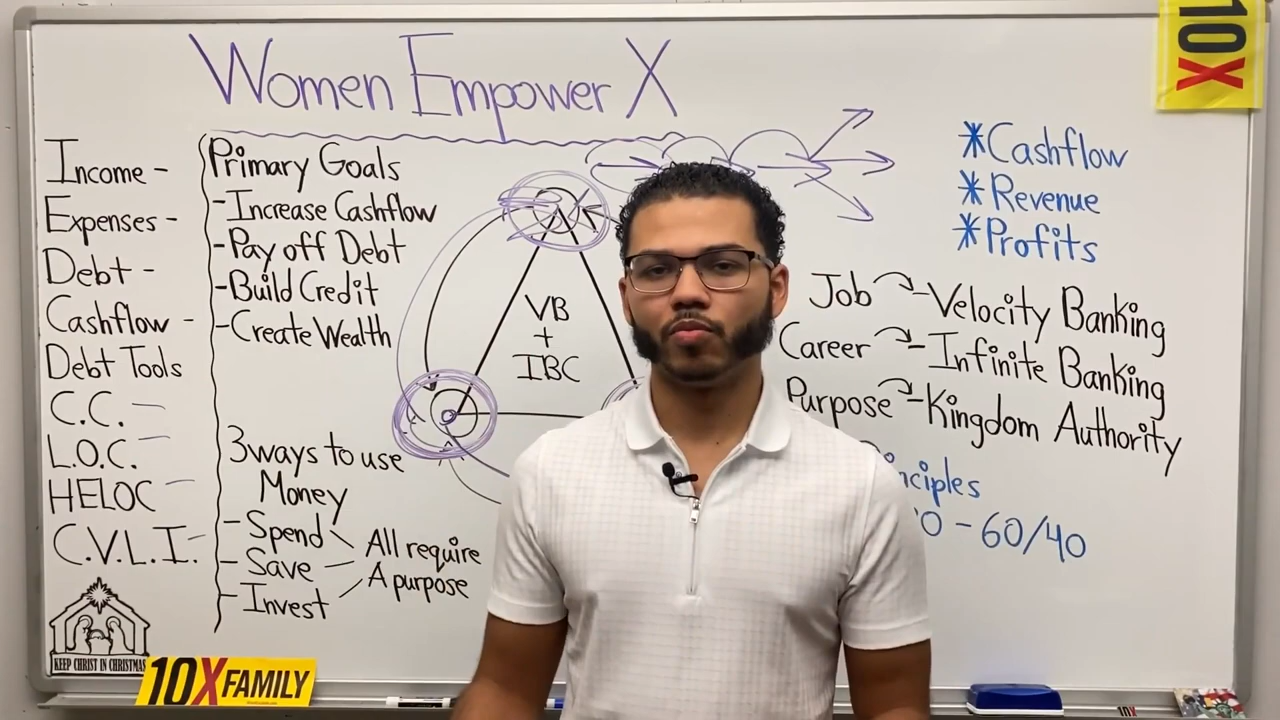 Women Empower X
10X
Income -
Expenses -
Debt -
Cashflow -
Debt Tools
C.C. -
L.O.C. -
HELOC -
C.V.L.I. -
Primary Goals
- Increase Cashflow
- Pay off Debt
- Build Credit
- Create Wealth
3 ways to use
Money
- Spend
- Save
- Invest
All require
A purpose
VB
+
IBC
*Cashflow
*Revenue
*Profits
Job - Velocity Banking
Career - Infinite Banking
Purpose - Kingdom Authority
60/40
KEEP CHRIST IN CHRISTMAS
10X FAMILY
10X